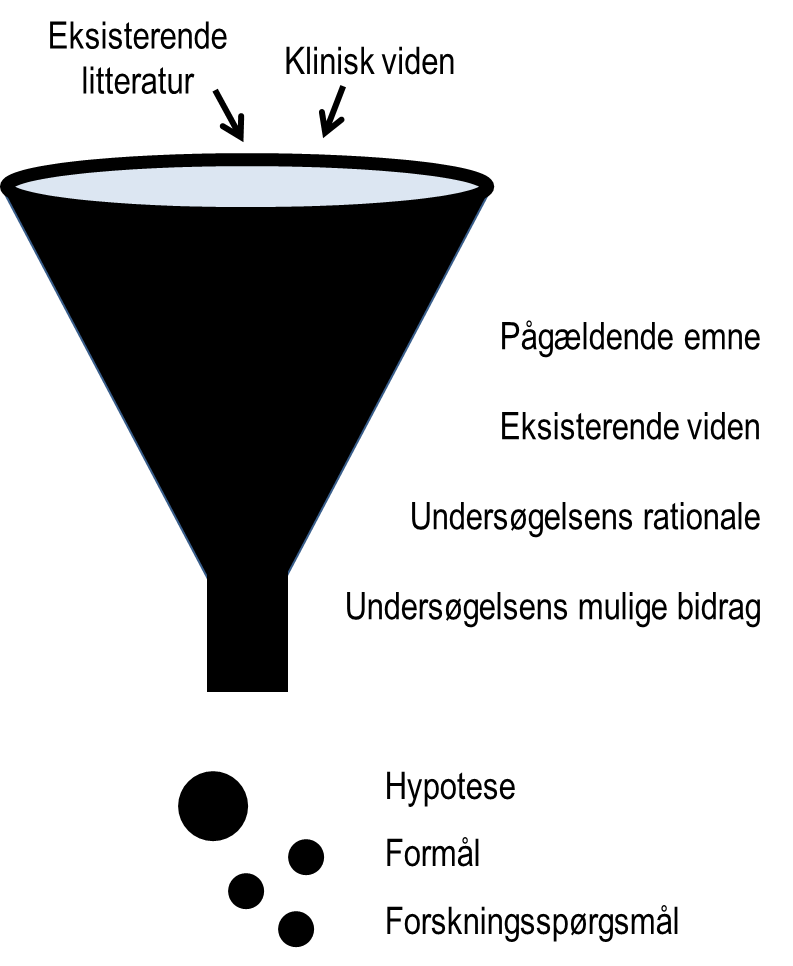 Eksisterende
litteratur
Klinisk viden
Pågældende emne
Eksisterende viden
Undersøgelsens rationale
Undersøgelsens mulige bidrag
Hypotese
Formål
Forskningsspørgsmål